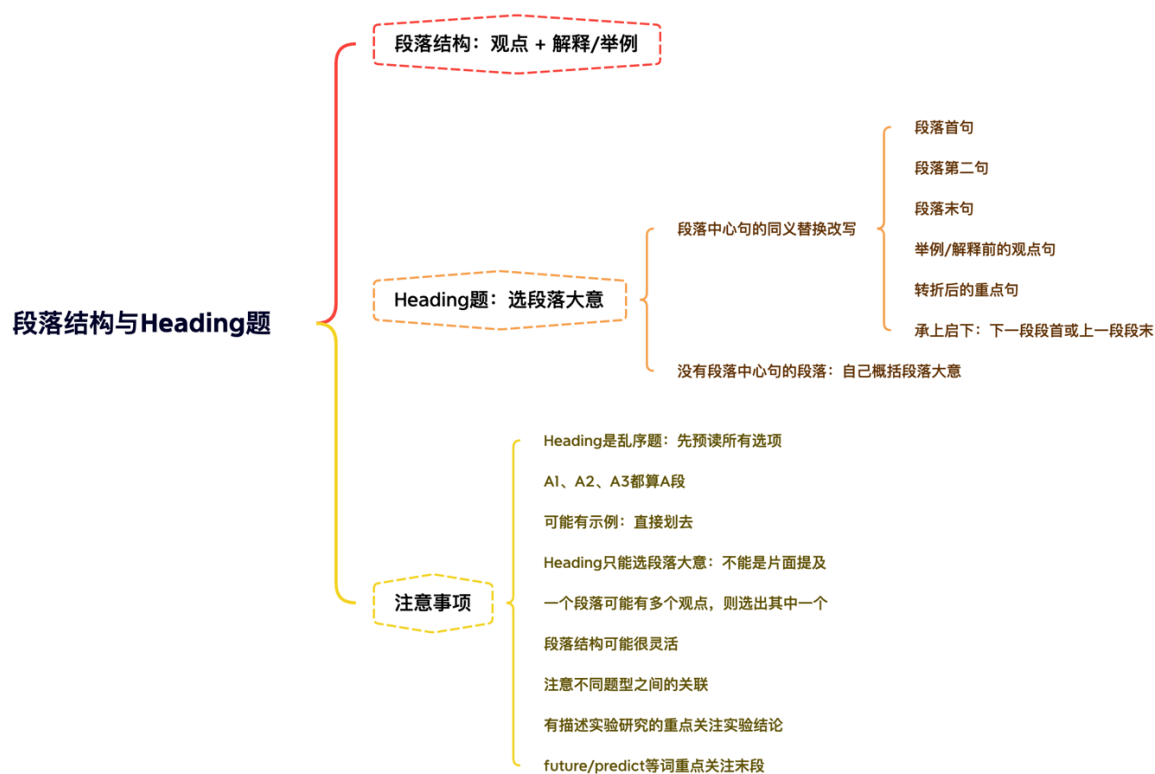 段落结构与Heading题
段落结构：观点 + 解释/举例
Heading题：选段落大意
段落中心句的同义替换改写
段落首句
段落第二句
段落末句
举例/解释前的观点句
转折后的重点句
承上启下：下一段段首或上一段段末
没有段落中心句的段落：自己概括段落大意
注意事项
Heading是乱序题：先预读所有选项
A1、A2、A3都算A段
可能有示例：直接划去
Heading只能选段落大意：不能是片面提及
一个段落可能有多个观点，则选出其中一个
段落结构可能很灵活
注意不同题型之间的关联
有描述实验研究的重点关注实验结论
future/predict等词重点关注末段